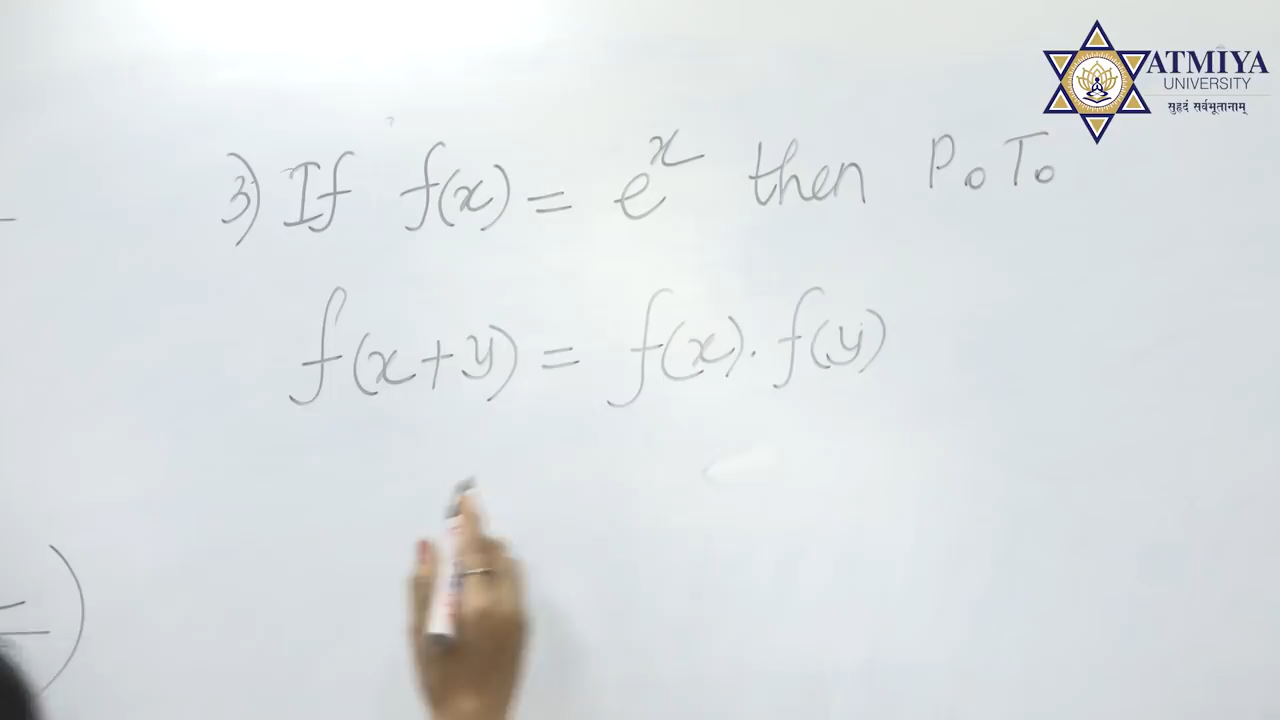 ATMIYA
UNIVERSITY
सुहृदं सर्वभूतानाम्
3) If f(x) = e^x then P.T.
f(x+y) = f(x). f(y)